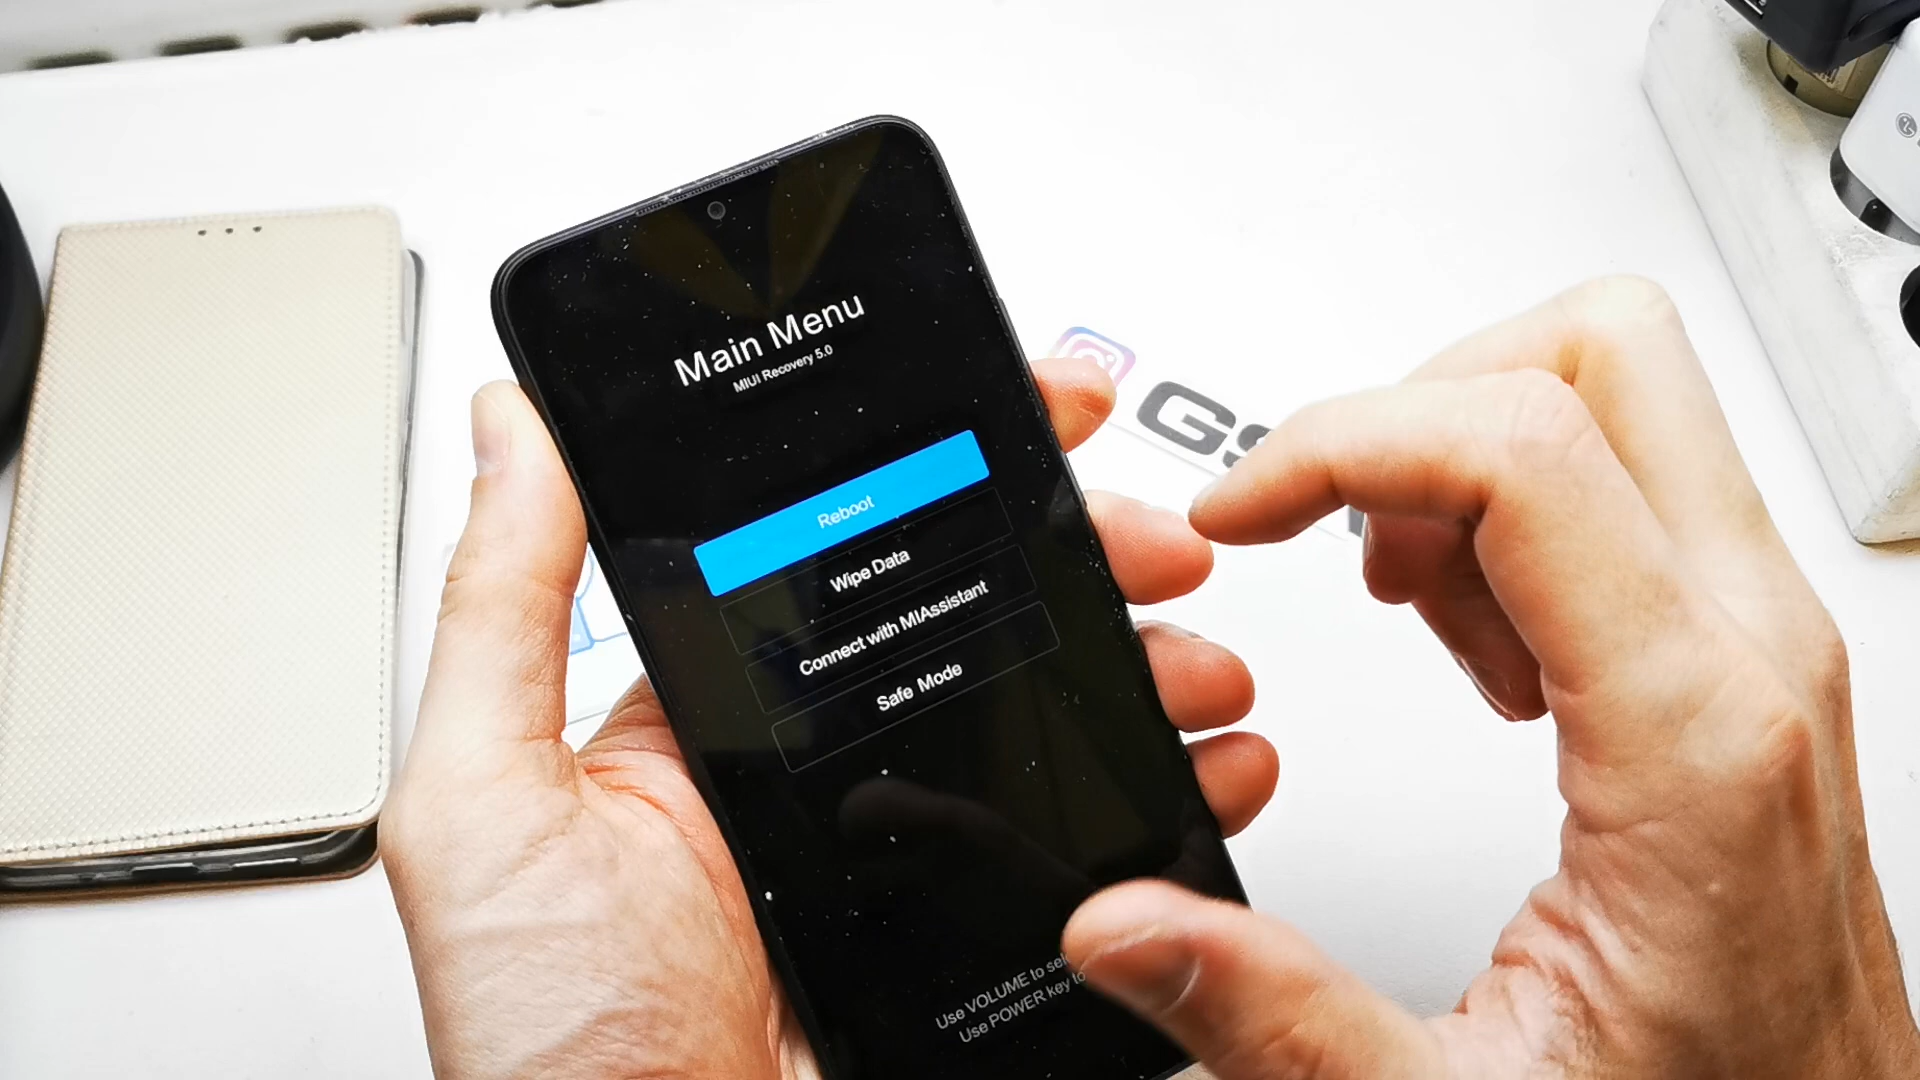 Main Menu
MIUI Recovery 5.0
Reboot
Wipe Data
Connect with MIAssistant
Safe Mode
Use VOLUME to
Use POWER key to